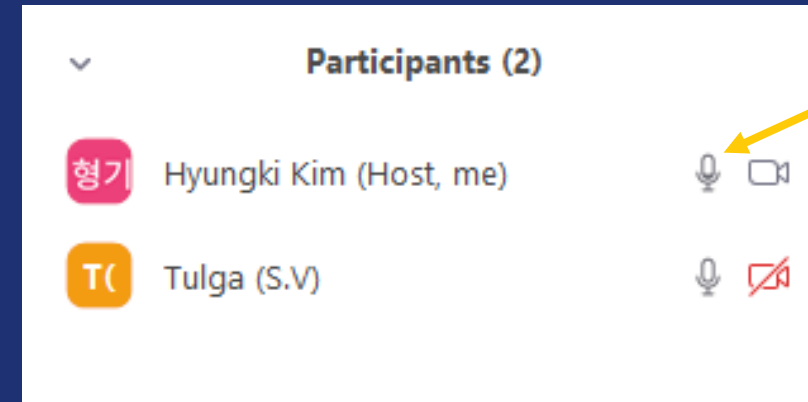 Participants (2)
형기 Hyungki Kim (Host, me)
T( Tulga (S.V)